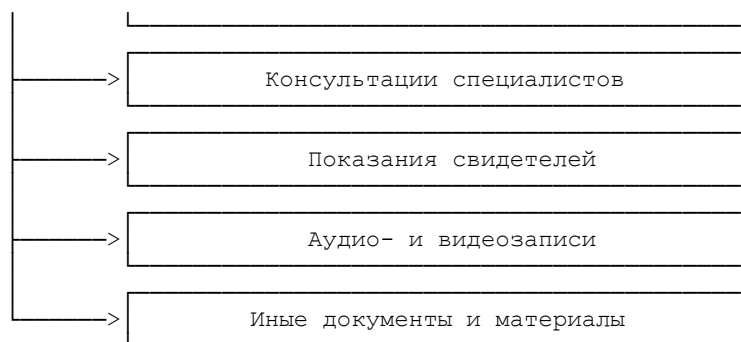 Консультации специалистов
Показания свидетелей
Аудио- и видеозаписи
Иные документы и материалы